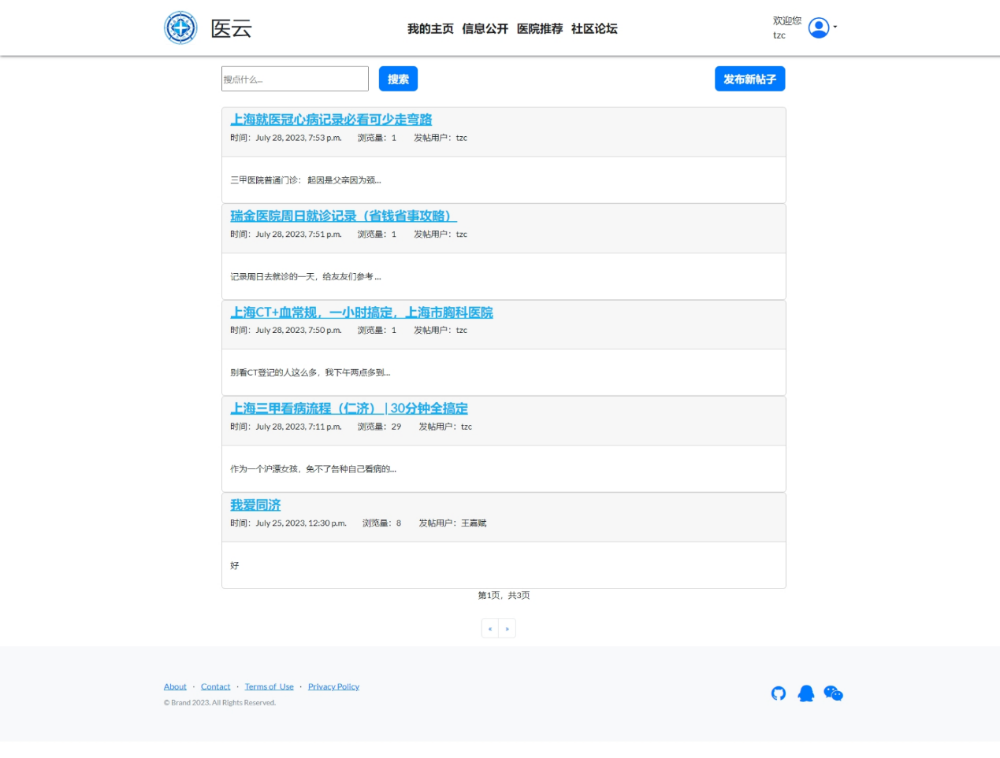 医云
我的主页 信息公开 医院推荐 社区论坛
欢迎您
tzc
搜点什么...
搜索
发布新帖子
上海就医冠心病记录必看可少走弯路
时间：July 28, 2023, 7:53 p.m. 浏览量：1 发帖用户：tzc
三甲医院普通门诊： 起因是父亲因为颈...
瑞金医院周日就诊记录（省钱省事攻略）
时间：July 28, 2023, 7:51 p.m. 浏览量：1 发帖用户：tzc
记录周日去就诊的一天，给友友们参考 ...
上海CT+血常规，一小时搞定，上海市胸科医院
时间：July 28, 2023, 7:50 p.m. 浏览量：1 发帖用户：tzc
别看CT登记的人这么多，我下午两点多到...
上海三甲看病流程（仁济） | 30分钟全搞定
时间：July 28, 2023, 7:11 p.m. 浏览量：29 发帖用户：tzc
作为一个沪漂女孩，免不了各种自己看病的...
我爱同济
时间：July 25, 2023, 12:30 p.m. 浏览量：8 发帖用户：王嘉赋
好
第1页，共3页
« »
About · Contact · Terms of Use · Privacy Policy
© Brand 2023. All Rights Reserved.